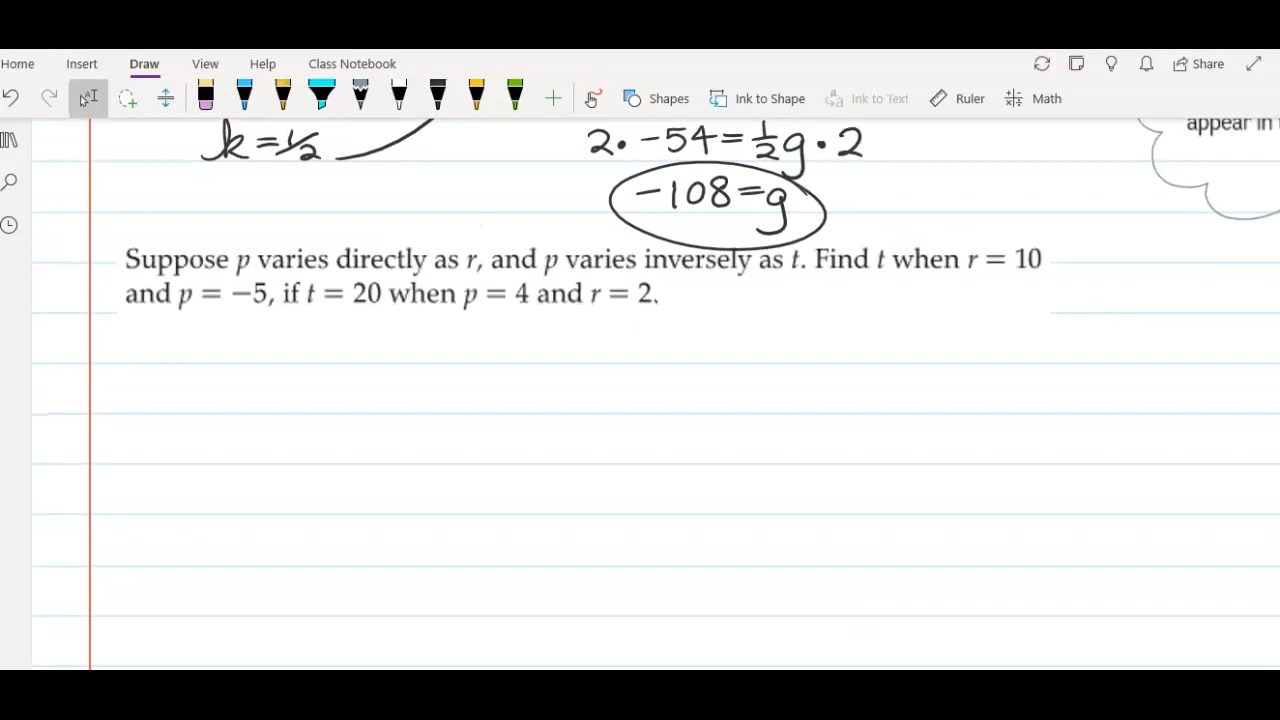 Home Insert Draw View Help Class Notebook Share
Shapes Ink to Shape Ink to Text Ruler Math
appear in
k = 1/2
2 · -54 = 1/2 g · 2
-108 = g
Suppose p varies directly as r, and p varies inversely as t. Find t when r = 10
and p = −5, if t = 20 when p = 4 and r = 2.